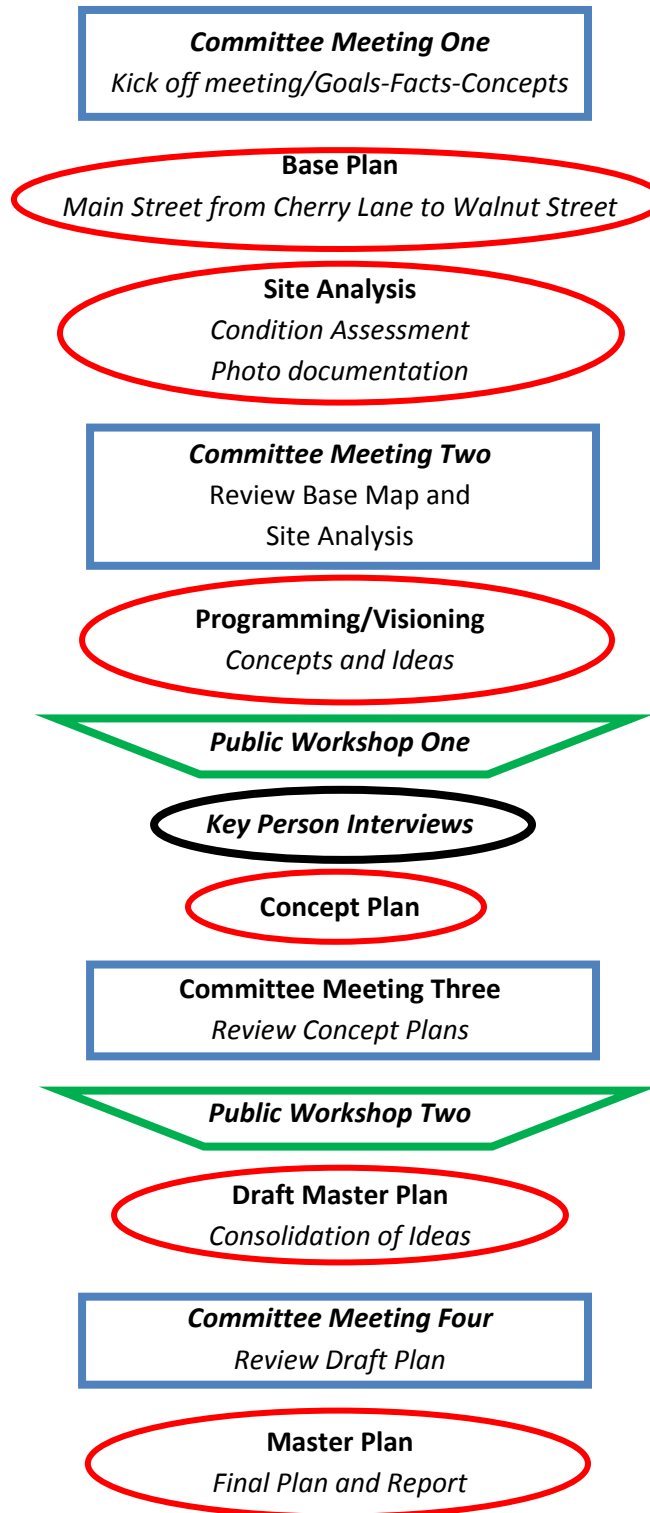 Committee Meeting One
Kick off meeting/Goals-Facts-Concepts
Base Plan
Main Street from Cherry Lane to Walnut Street
Site Analysis
Condition Assessment
Photo documentation
Committee Meeting Two
Review Base Map and
Site Analysis
Programming/Visioning
Concepts and Ideas
Public Workshop One
Key Person Interviews
Concept Plan
Committee Meeting Three
Review Concept Plans
Public Workshop Two
Draft Master Plan
Consolidation of Ideas
Committee Meeting Four
Review Draft Plan
Master Plan
Final Plan and Report